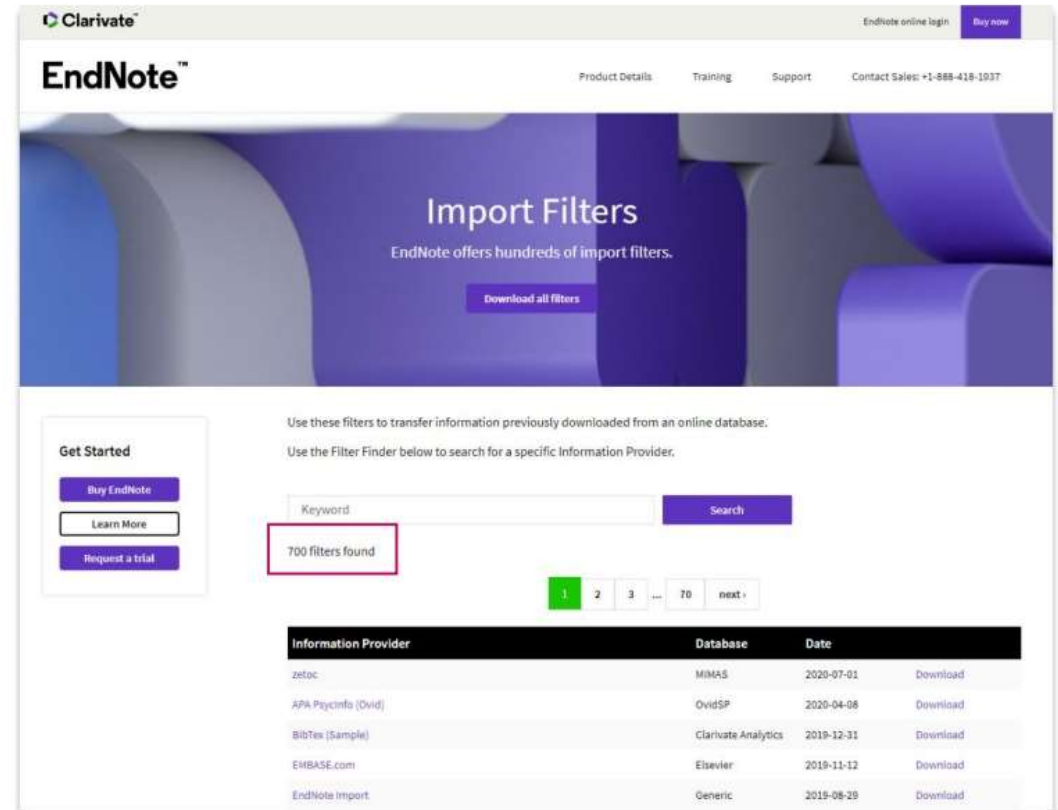 Clarivate™
EndNote online login
Buy now
EndNote™
Product Details
Training
Support
Contact Sales: +1-888-418-1937
Import Filters
EndNote offers hundreds of import filters.
Download all filters
Get Started
Buy EndNote
Learn More
Request a trial
Use these filters to transfer information previously downloaded from an online database.
Use the Filter Finder below to search for a specific Information Provider.
Keyword
Search
700 filters found
1 2 3 ... 70 next ›
Information Provider Database Date
zetoc MIMAS 2020-07-01 Download
APA PsycInfo (Ovid) OvidSP 2020-04-08 Download
BibTex (Sample) Clarivate Analytics 2019-12-31 Download
EMBASE.com Elsevier 2019-11-12 Download
EndNote Import Generic 2019-08-29 Download